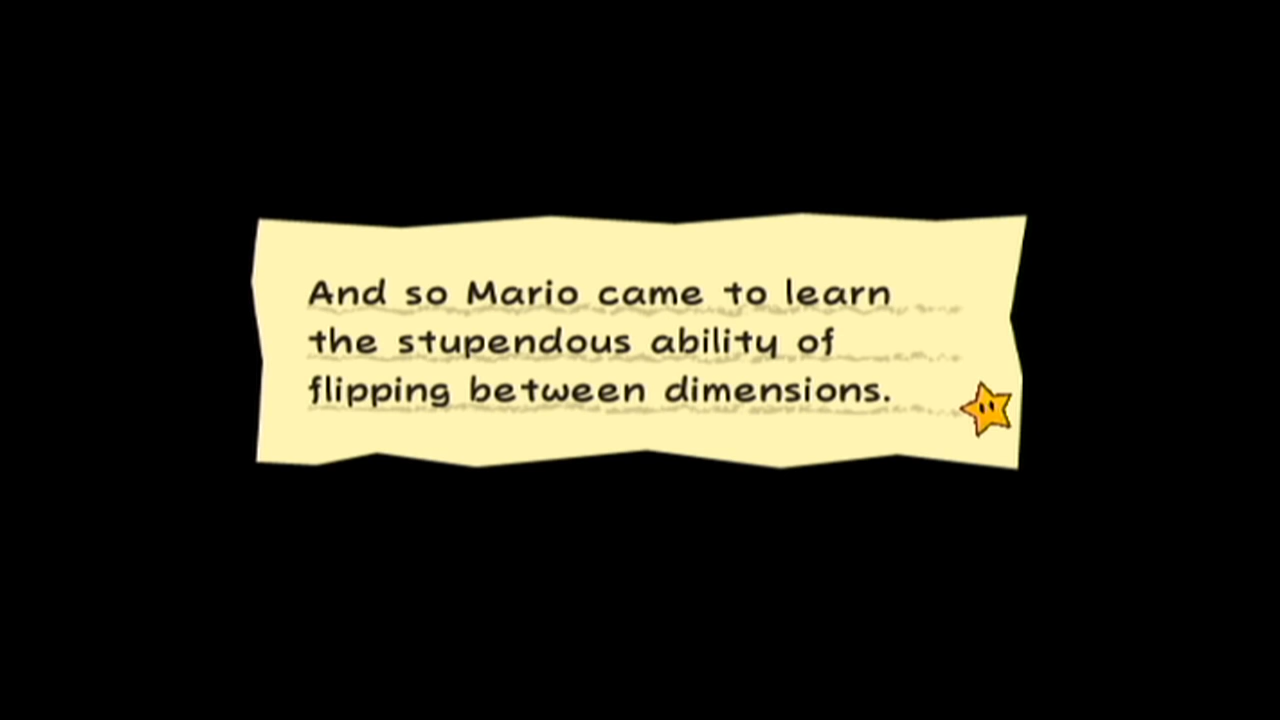 And so Mario came to learn
the stupendous ability of
flipping between dimensions.